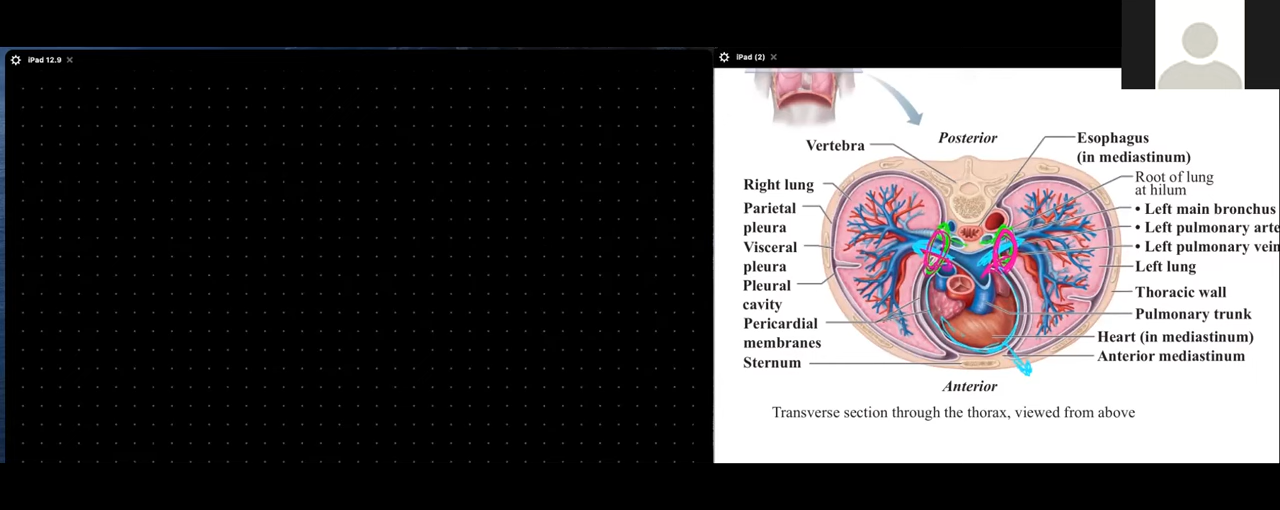 iPad 12.9
iPad (2)
Posterior
Vertebra
Right lung
Parietal
pleura
Visceral
pleura
Pleural
cavity
Pericardial
membranes
Sternum
Esophagus
(in mediastinum)
Root of lung
at hilum
• Left main bronchus
• Left pulmonary arte
• Left pulmonary vein
Left lung
Thoracic wall
Pulmonary trunk
Heart (in mediastinum)
Anterior mediastinum
Anterior
Transverse section through the thorax, viewed from above